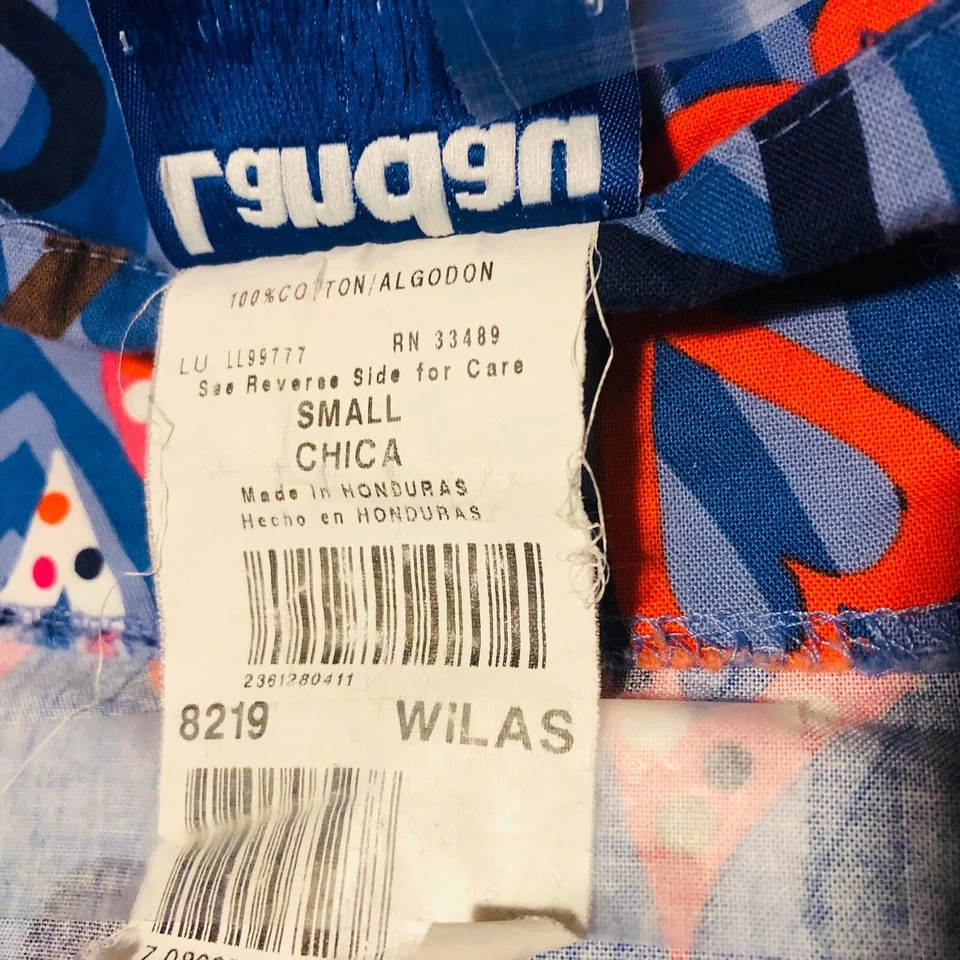 Landau
100%COTTON/ALGODON
LU LL99777 RN 33489
See Reverse Side for Care
SMALL
CHICA
Made in HONDURAS
Hecho en HONDURAS
2361280411
8219 WiLAS